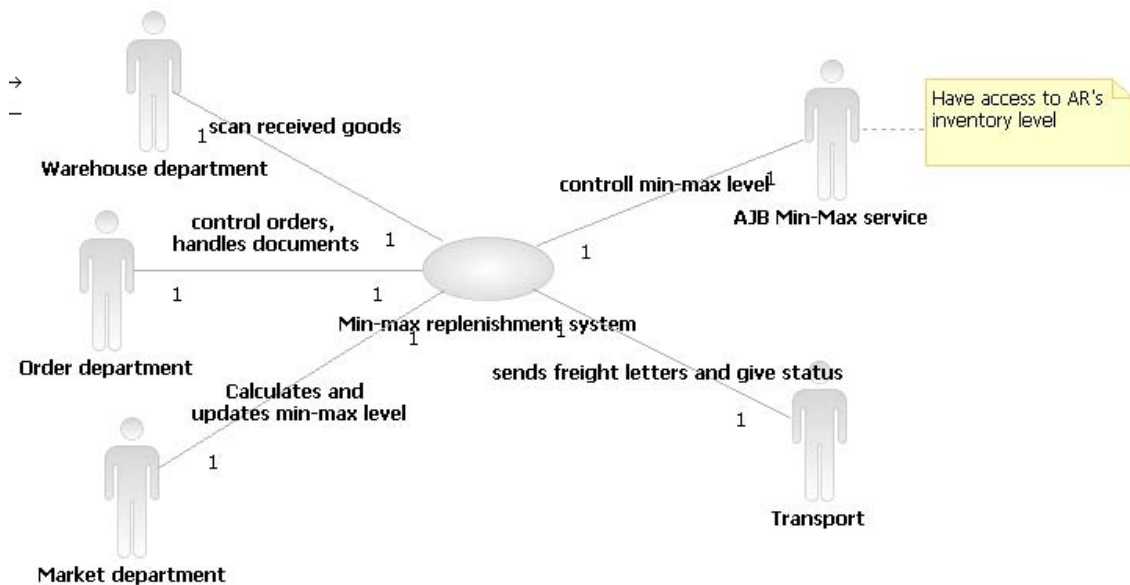 scan received goods
1
Warehouse department
Have access to AR's
inventory level
controll min-max level
1
AJB Min-Max service
control orders,
handles documents
1
1
1
1
Order department
Min-max replenishment system
1
1
Calculates and
updates min-max level
1
Market department
sends freight letters and give status
1
Transport